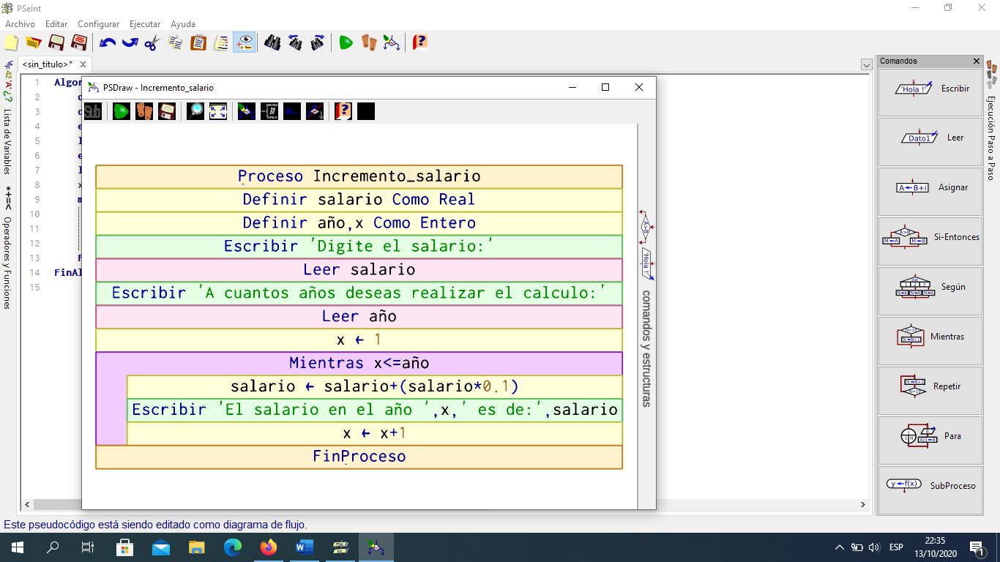 PSeInt
Archivo Editar Configurar Ejecutar Ayuda
<sin_titulo>*
Comandos
PSDraw - Incremento_salario
Proceso Incremento_salario
Definir salario Como Real
Definir año,x Como Entero
Escribir 'Digite el salario:'
Leer salario
Escribir 'A cuantos años deseas realizar el calculo:'
Leer año
x ← 1
Mientras x<=año
salario ← salario+(salario*0.1)
Escribir 'El salario en el año ',x,' es de:',salario
x ← x+1
FinProceso
1 Algor
2
3
4
5
6
7
8 x
9 m
10
11
12
13 F
14 FinAl
15
Lista de Variables
*+=< Operadores y Funciones
comandos y estructuras
'Hola !' Escribir
Dato1 Leer
A←B+i Asignar
Si-Entonces
Según
Mientras
Repetir
Para
y←f(x) SubProceso
Ejecución Paso a Paso
Este pseudocódigo está siendo editado como diagrama de flujo.
ESP
22:35
13/10/2020
1